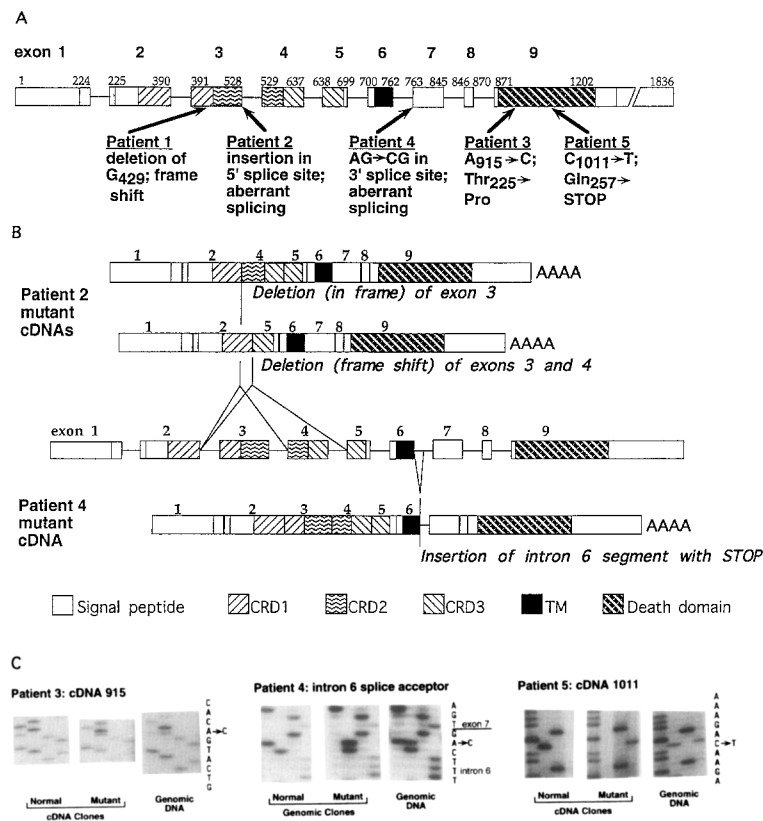 A
exon 1 2 3 4 5 6 7 8 9
1 224 225 390 391 528 529 637 638 699 700 762 763 845 846 870 871 1202 1836
Patient 1
deletion of
G429; frame
shift
Patient 2
insertion in
5' splice site;
aberrant
splicing
Patient 4
AG→CG in
3' splice site;
aberrant
splicing
Patient 3
A915→C;
Thr225→
Pro
Patient 5
C1011→T;
Gln257→
STOP
B
1 2 4 5 6 7 8 9
AAAA
Deletion (in frame) of exon 3
Patient 2
mutant
cDNAs
1 2 5 6 7 8 9
AAAA
Deletion (frame shift) of exons 3 and 4
exon 1 2 3 4 5 6 7 8 9
Patient 4
mutant
cDNA
1 2 3 4 5 6
AAAA
Insertion of intron 6 segment with STOP
Signal peptide CRD1 CRD2 CRD3 TM Death domain
C
Patient 3: cDNA 915
C
A
C
A→C
G
T
A
C
T
G
Normal Mutant
cDNA Clones
Genomic
DNA
Patient 4: intron 6 splice acceptor
A
G
T
exon 7
G
A→C
C
T
T
T
intron 6
Normal Mutant
Genomic Clones
Genomic
DNA
Patient 5: cDNA 1011
A
A
A
G
A
C→T
A
A
G
A
Normal Mutant
cDNA Clones
Genomic
DNA